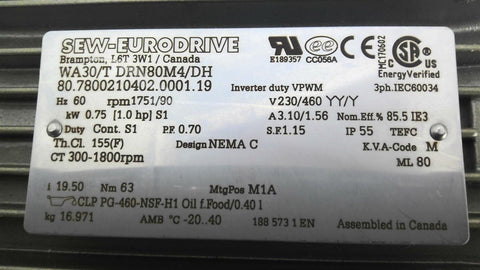 SEW-EURODRIVE
Brampton, L6T 3W1 / Canada
WA30/T DRN80M4/DH
80.7800210402.0001.19
E189357 CC056A
MC170602
CSA
Energy Verified
Inverter duty VPWM 3ph.IEC60034
Hz 60 rpm1751/90 V 230/460 YY/Y
kW 0.75 [1.0 hp] S1 A 3.10/1.56 Nom.Eff.% 85.5 IE3
Duty Cont. S1 P.F. 0.70 S.F.1.15 IP 55 TEFC
Th.Cl. 155(F) Design NEMA C K.V.A-Code M
CT 300-1800rpm ML 80
i 19.50 Nm 63 MtgPos M1A
CLP PG-460-NSF-H1 Oil f.Food/0.40 l
kg 16.971 AMB °C -20..40 188 573 1 EN Assembled in Canada